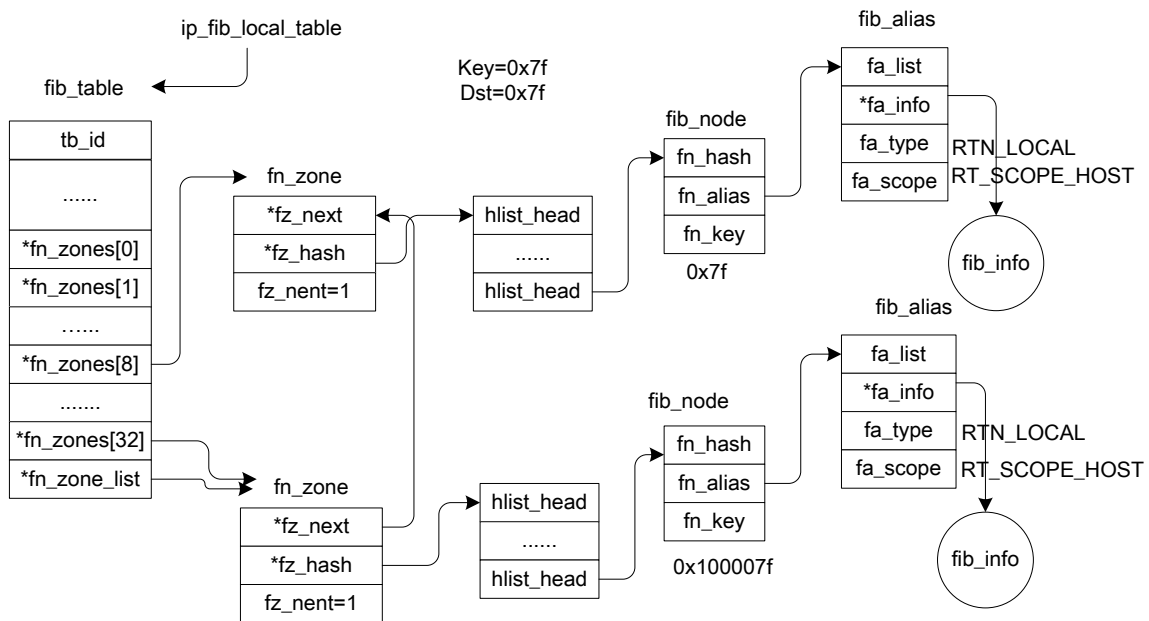 ip_fib_local_table
fib_table
tb_id
......
*fn_zones[0]
*fn_zones[1]
......
*fn_zones[8]
.......
*fn_zones[32]
*fn_zone_list
fn_zone
*fz_next
*fz_hash
fz_nent=1
fn_zone
*fz_next
*fz_hash
fz_nent=1
Key=0x7f
Dst=0x7f
hlist_head
......
hlist_head
hlist_head
......
hlist_head
fib_node
fn_hash
fn_alias
fn_key
0x7f
fib_node
fn_hash
fn_alias
fn_key
0x100007f
fib_alias
fa_list
*fa_info
fa_type
RTN_LOCAL
fa_scope
RT_SCOPE_HOST
fib_info
fib_alias
fa_list
*fa_info
fa_type
RTN_LOCAL
fa_scope
RT_SCOPE_HOST
fib_info